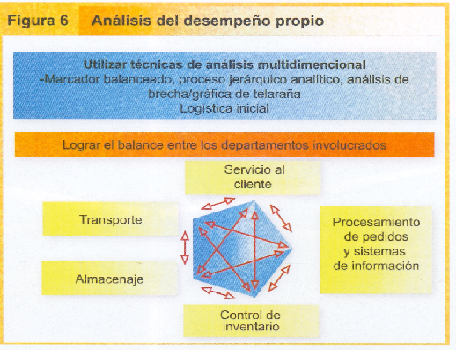 Figura 6 Análisis del desempeño propio
Utilizar técnicas de análisis multidimencional
-Marcador balanceado, proceso jerárquico analítico, análisis de
brecha/gráfica de telaraña
Logística inicial
Lograr el balance entre los departamentos involucrados
Servicio al
cliente
Transporte
Procesamiento
de pedidos
y sistemas
de información
Almacenaje
Control de
inventario